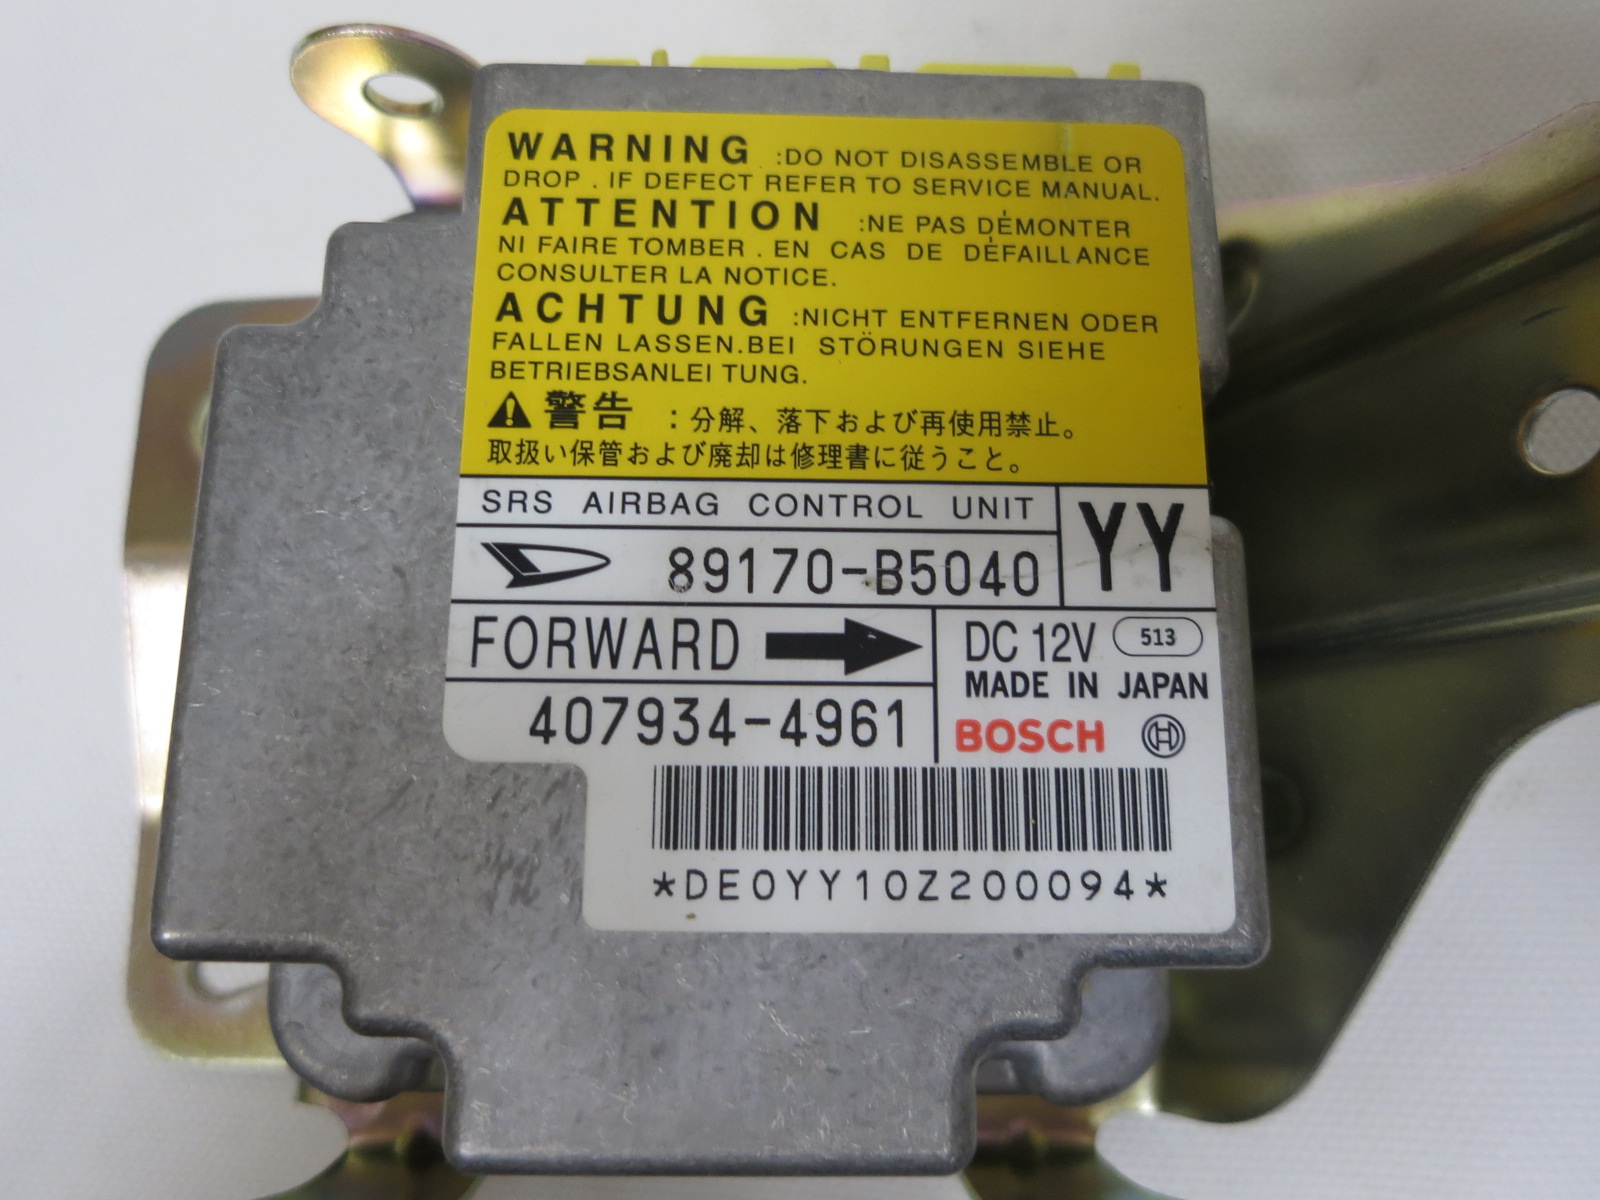 WARNING :DO NOT DISASSEMBLE OR
DROP . IF DEFECT REFER TO SERVICE MANUAL.
ATTENTION :NE PAS DÉMONTER
NI FAIRE TOMBER . EN CAS DE DÉFAILLANCE
CONSULTER LA NOTICE.
ACHTUNG :NICHT ENTFERNEN ODER
FALLEN LASSEN.BEI STÖRUNGEN SIEHE
BETRIEBSANLEI TUNG.
警告 :分解、落下および再使用禁止。
取扱い保管および廃却は修理書に従うこと。
SRS AIRBAG CONTROL UNIT
YY
89170-B5040
FORWARD
DC 12V 513
MADE IN JAPAN
407934-4961
BOSCH
*DE0YY10Z200094*